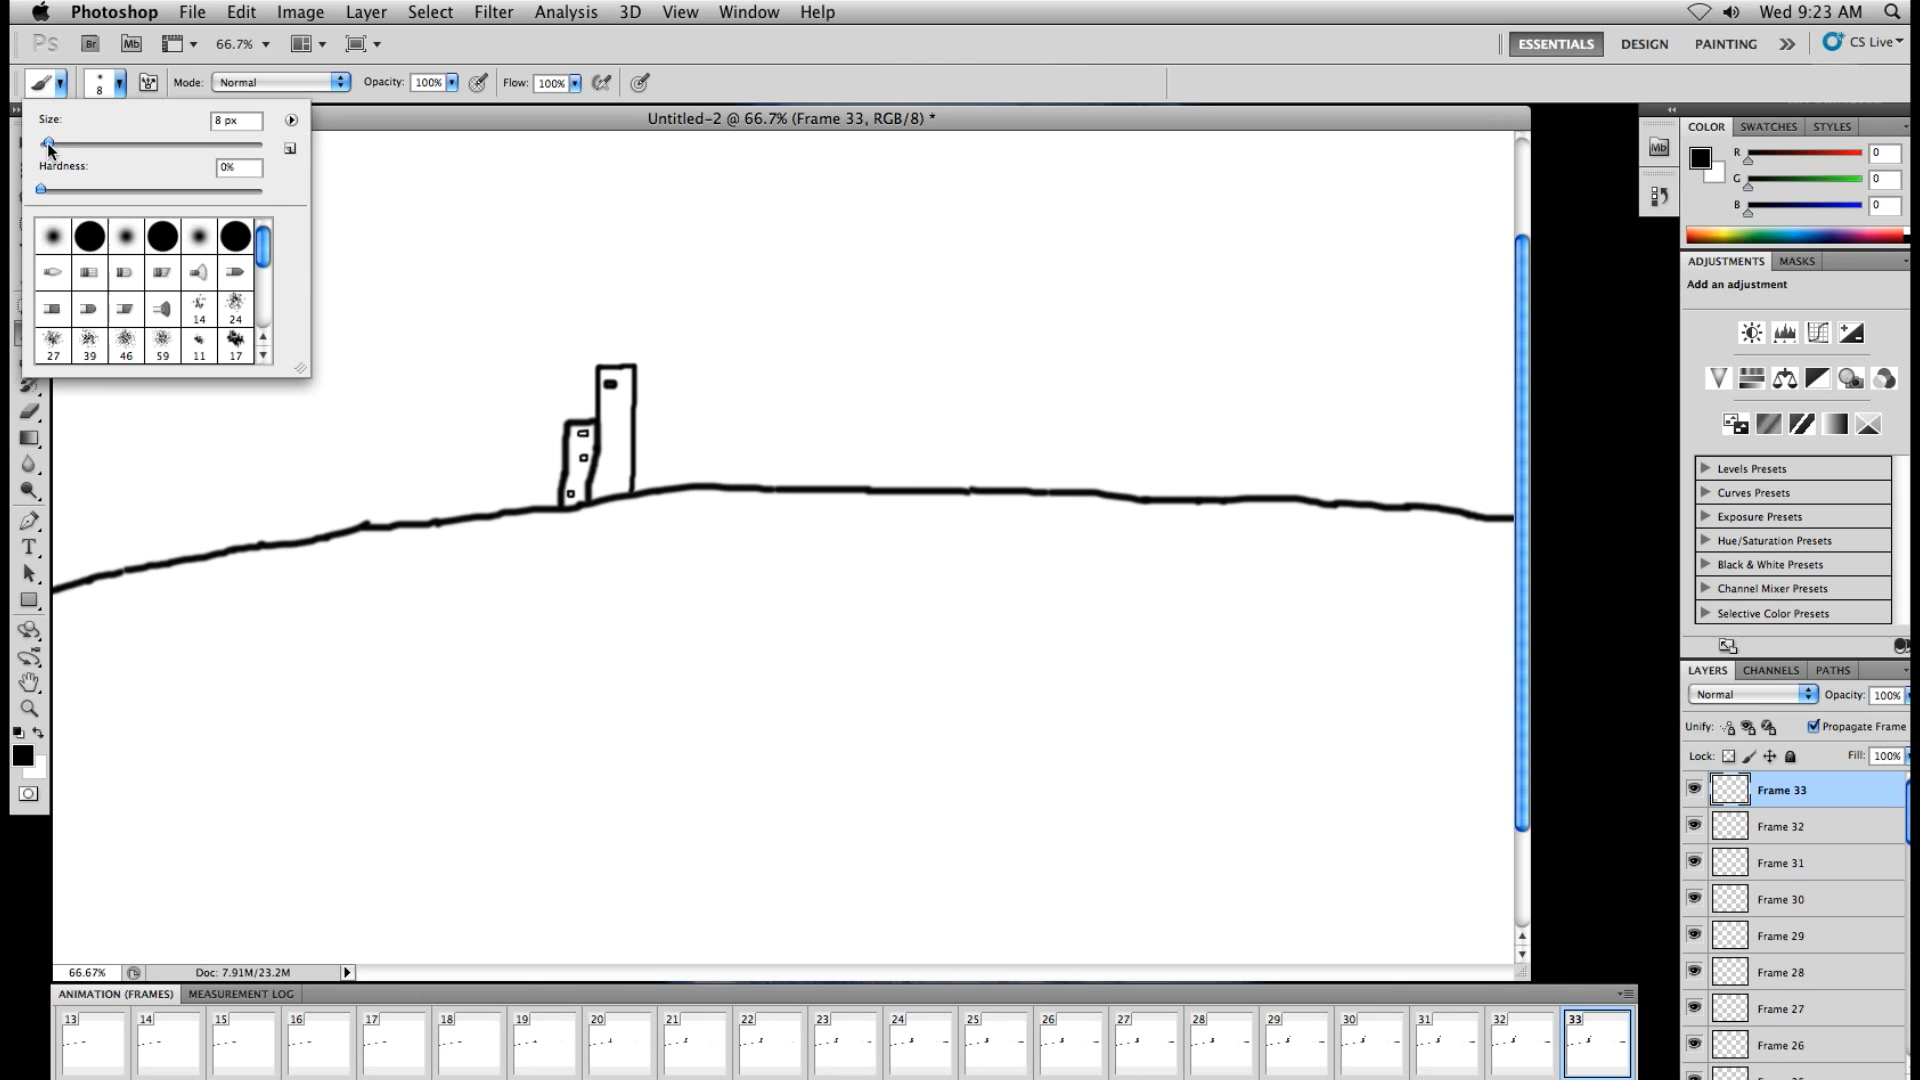 Photoshop File Edit Image Layer Select Filter Analysis 3D View Window Help Wed 9:23 AM
Ps Br Mb 66.7% ESSENTIALS DESIGN PAINTING CS Live
8 Mode: Normal Opacity: 100% Flow: 100%
Untitled-2 @ 66.7% (Frame 33, RGB/8) *
Size: 8 px
Hardness: 0%
14 24
27 39 46 59 11 17
Mb
COLOR SWATCHES STYLES
R 0
G 0
B 0
ADJUSTMENTS MASKS
Add an adjustment
Levels Presets
Curves Presets
Exposure Presets
Hue/Saturation Presets
Black & White Presets
Channel Mixer Presets
Selective Color Presets
LAYERS CHANNELS PATHS
Normal Opacity: 100%
Unify: Propagate Frame
Lock: Fill: 100%
Frame 33
Frame 32
Frame 31
Frame 30
Frame 29
Frame 28
Frame 27
Frame 26
T
66.67% Doc: 7.91M/23.2M
ANIMATION (FRAMES) MEASUREMENT LOG
13 14 15 16 17 18 19 20 21 22 23 24 25 26 27 28 29 30 31 32 33